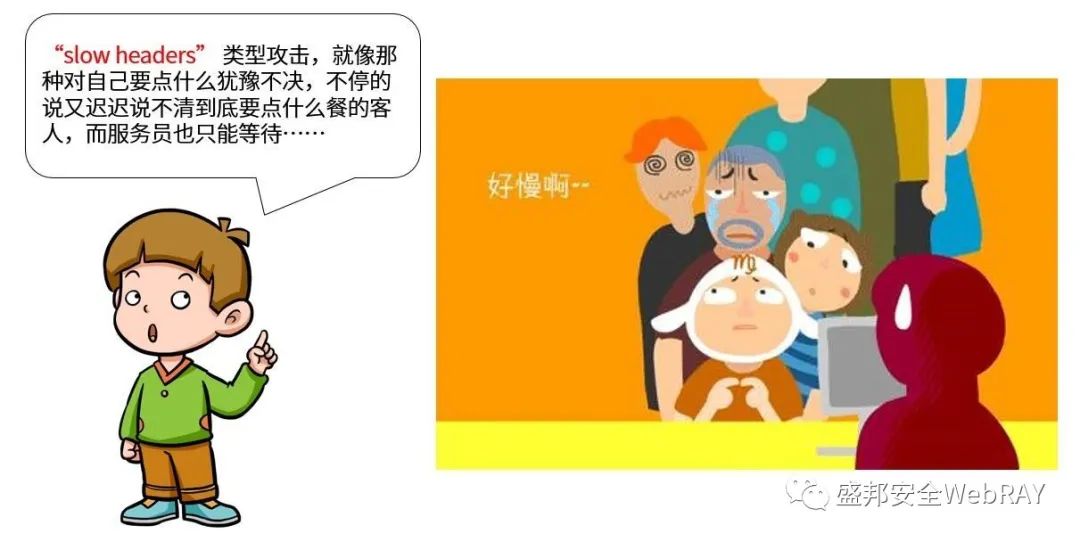 “slow headers” 类型攻击，就像那
种对自己要点什么犹豫不决，不停的
说又迟迟说不清到底要点什么餐的客
人，而服务员也只能等待……
好慢啊~~
盛邦安全WebRAY